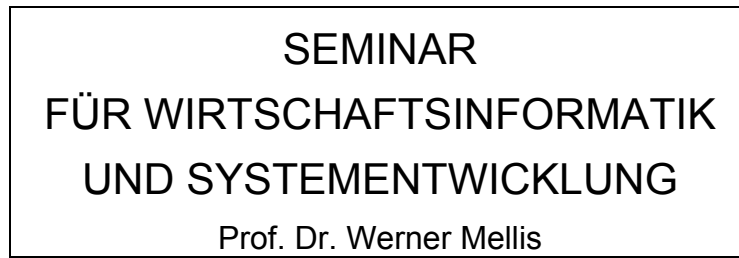 SEMINAR
FÜR WIRTSCHAFTSINFORMATIK
UND SYSTEMENTWICKLUNG
Prof. Dr. Werner Mellis